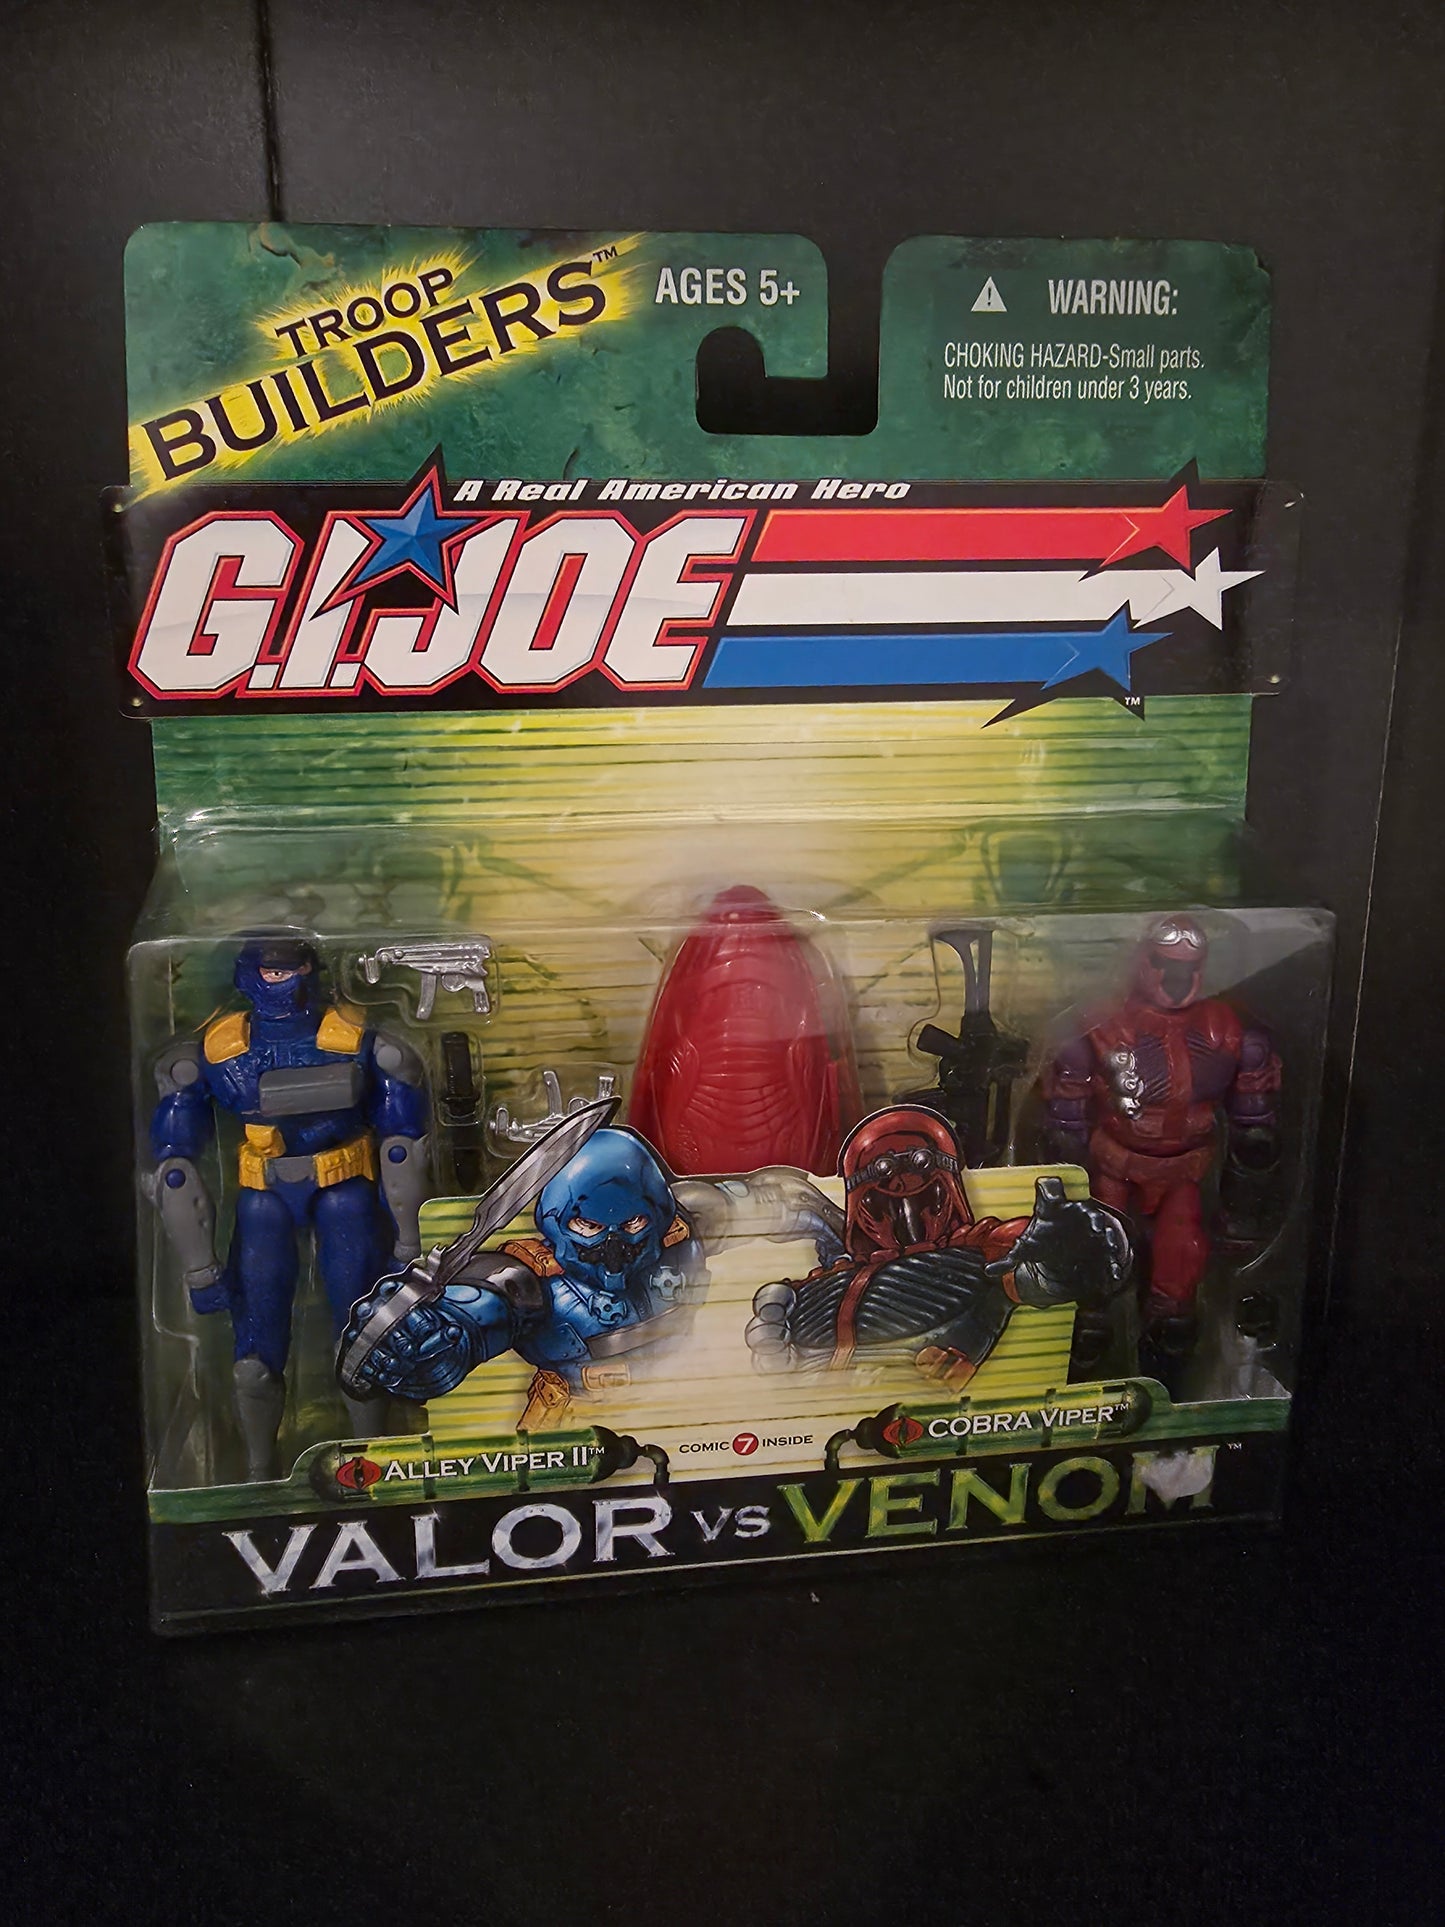 TROOP
BUILDERS™
AGES 5+
WARNING:
CHOKING HAZARD-Small parts.
Not for children under 3 years.
A Real American Hero
G.I. JOE
™
ALLEY VIPER II™
COMIC 7 INSIDE
COBRA VIPER™
VALOR VS VENOM™